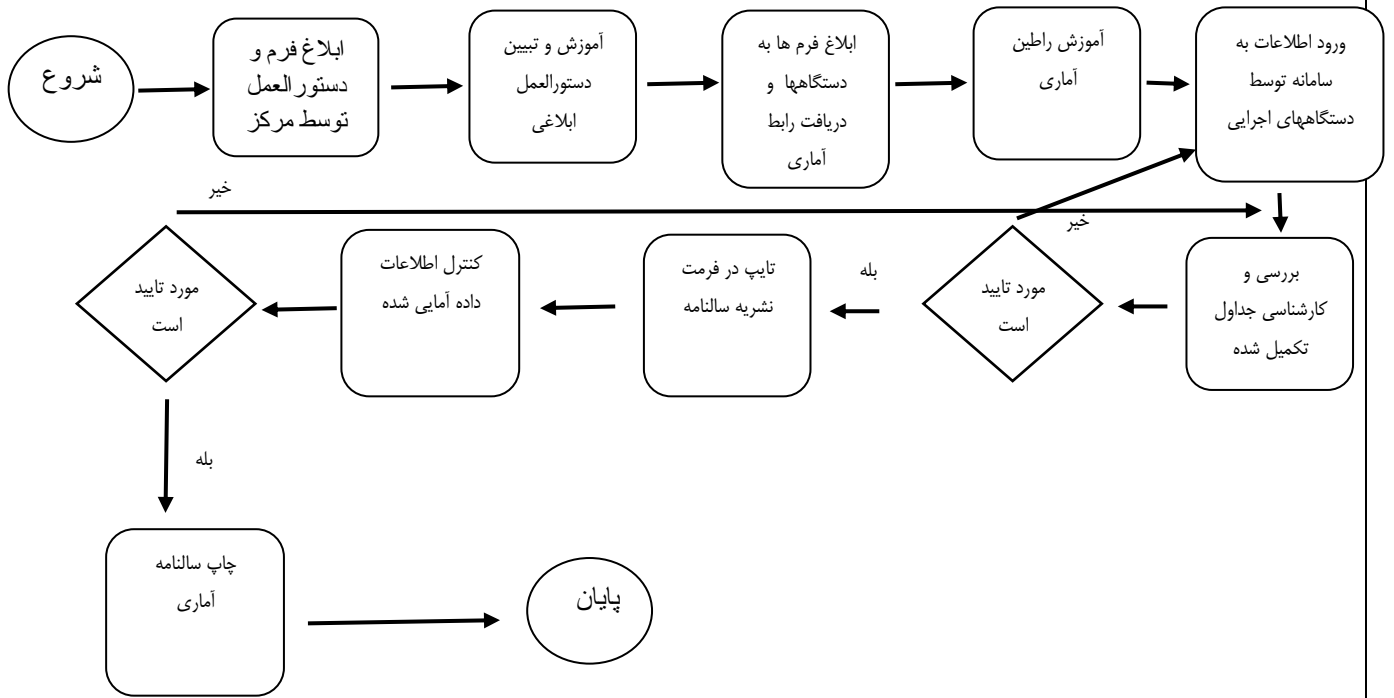 شروع
ابلاغ فرم و
دستورالعمل
توسط مرکز
آموزش و تبیین
دستورالعمل
ابلاغی
ابلاغ فرم ها به
دستگاهها و
دریافت رابط
آماری
آموزش راطین
آماری
ورود اطلاعات به
سامانه توسط
دستگاههای اجرایی
بررسی و
کارشناسی جداول
تکمیل شده
مورد تایید
است
خیر
بله
تایپ در فرمت
نشریه سالنامه
کنترل اطلاعات
داده آمایی شده
مورد تایید
است
خیر
بله
چاپ سالنامه
آماری
پایان